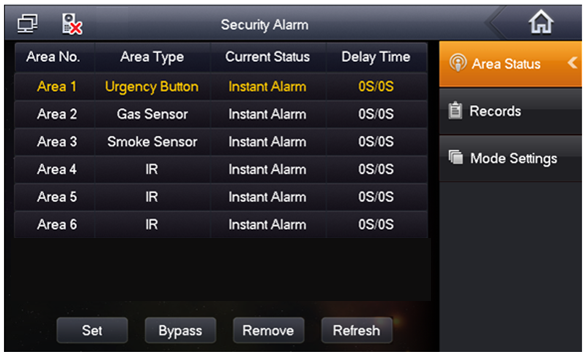 Security Alarm
Area No. Area Type Current Status Delay Time
Area 1 Urgency Button Instant Alarm 0S/0S
Area 2 Gas Sensor Instant Alarm 0S/0S
Area 3 Smoke Sensor Instant Alarm 0S/0S
Area 4 IR Instant Alarm 0S/0S
Area 5 IR Instant Alarm 0S/0S
Area 6 IR Instant Alarm 0S/0S
Set Bypass Remove Refresh
Area Status
Records
Mode Settings